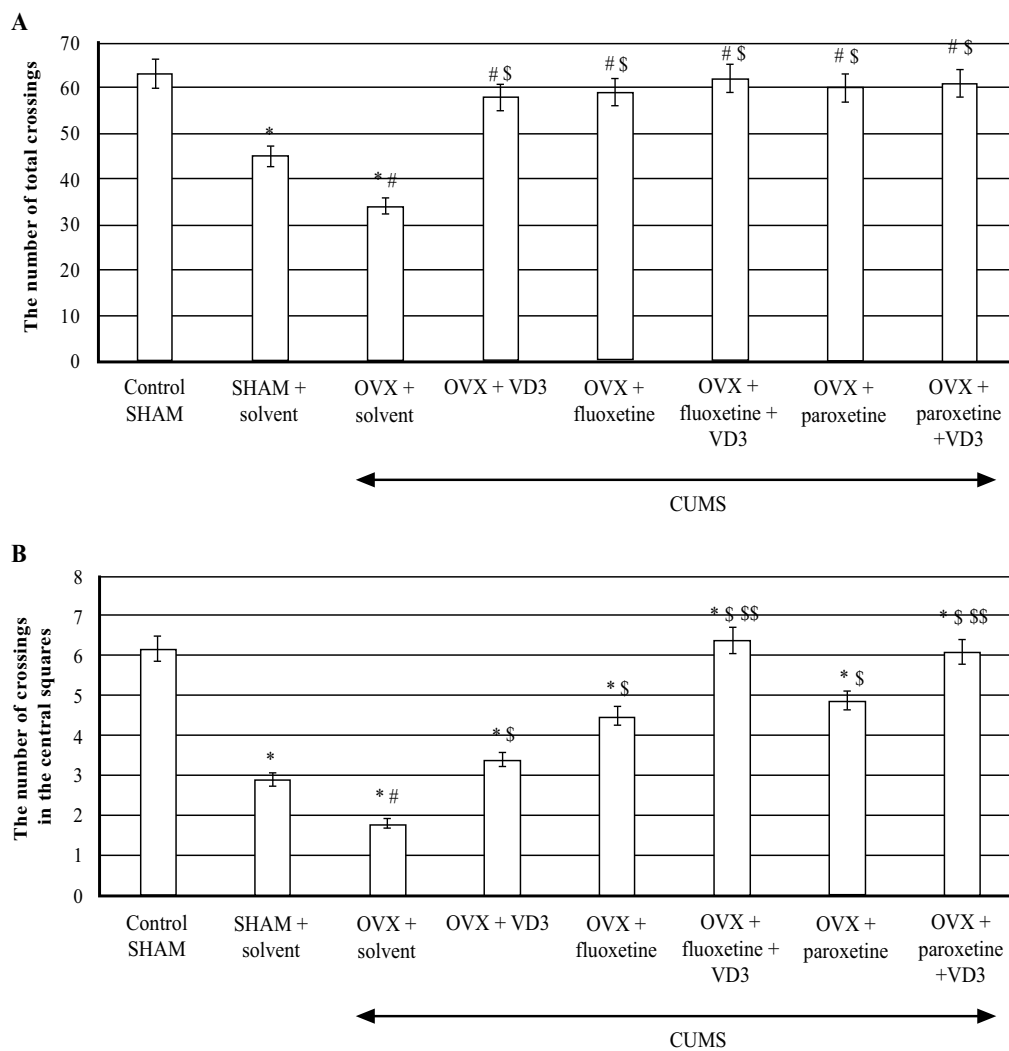 A
The number of total crossings
70
60
50
40
30
20
10
0
*
* #
# $
# $
# $
# $
# $
Control
SHAM
SHAM +
solvent
OVX +
solvent
OVX + VD3
OVX +
fluoxetine
OVX +
fluoxetine +
VD3
OVX +
paroxetine
OVX +
paroxetine
+VD3
CUMS
B
The number of crossings
in the central squares
8
7
6
5
4
3
2
1
0
*
* #
* $
* $
* $ $$
* $
* $ $$
Control
SHAM
SHAM +
solvent
OVX +
solvent
OVX + VD3
OVX +
fluoxetine
OVX +
fluoxetine +
VD3
OVX +
paroxetine
OVX +
paroxetine
+VD3
CUMS